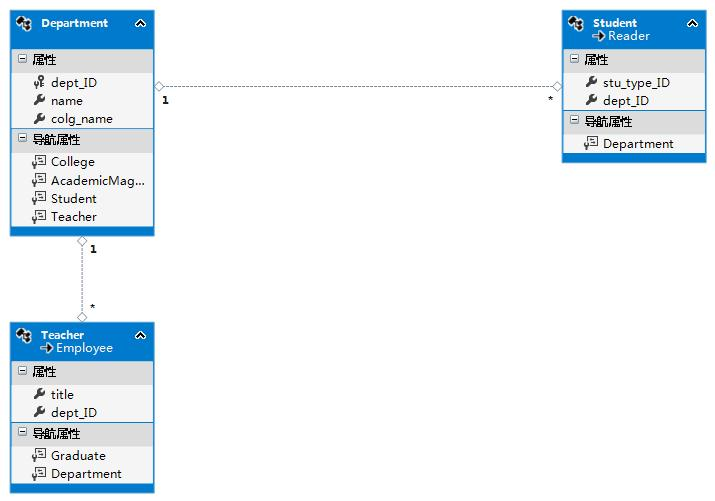 Department
属性
dept_ID
name
colg_name
导航属性
College
AcademicMag...
Student
Teacher
1
*
Student
Reader
属性
stu_type_ID
dept_ID
导航属性
Department
1
*
Teacher
Employee
属性
title
dept_ID
导航属性
Graduate
Department